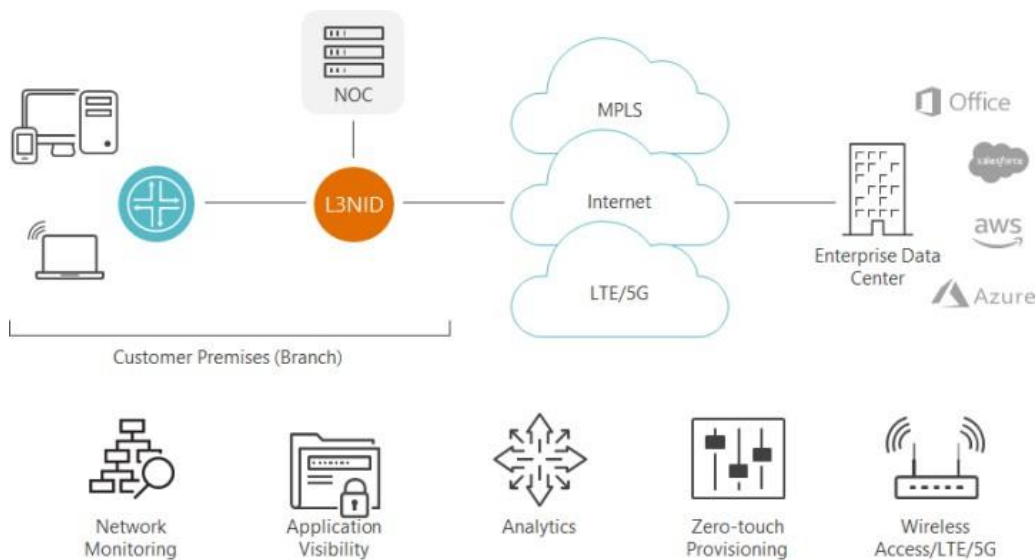 NOC
MPLS
Office
salesforce
L3NID
Internet
aws
Enterprise Data
Center
LTE/5G
Azure
Customer Premises (Branch)
Network
Monitoring
Application
Visibility
Analytics
Zero-touch
Provisioning
Wireless
Access/LTE/5G